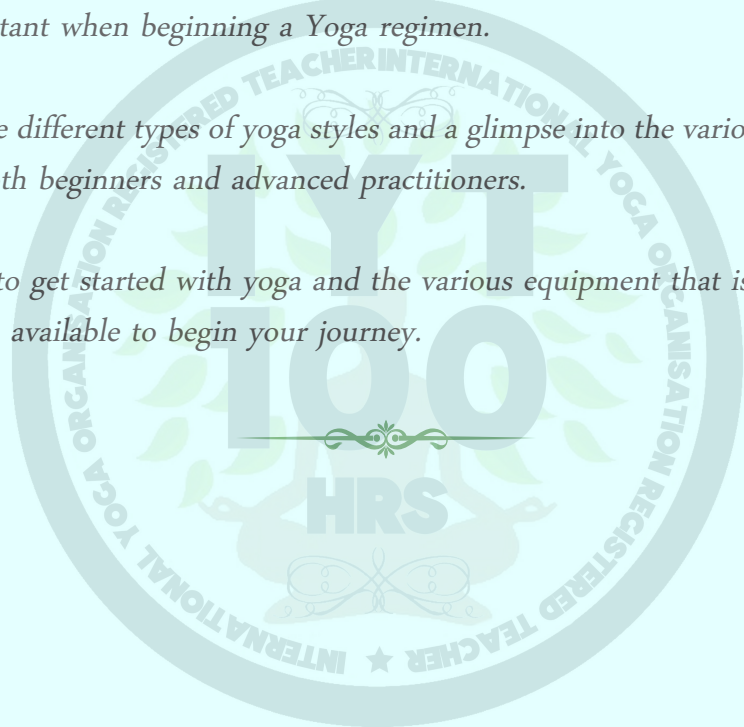 tant when beginning a Yoga regimen.
e different types of yoga styles and a glimpse into the vario
th beginners and advanced practitioners.
to get started with yoga and the various equipment that is
available to begin your journey.
INTERNATIONAL YOGA ORGANISATION REGISTERED TEACHER
INTERNATIONAL YOGA ORGANISATION REGISTERED TEACHER
IYT
100
HRS